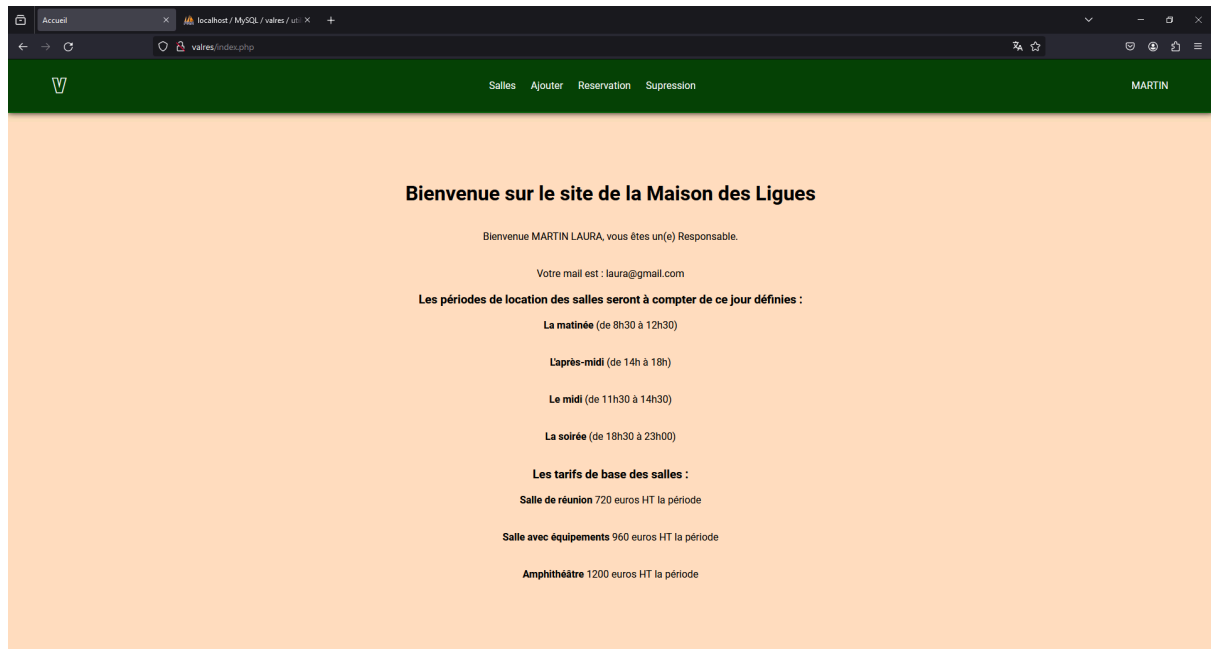 Accueil
localhost / MySQL / valres / uti
valres/index.php
V
Salles Ajouter Reservation Supression
MARTIN
Bienvenue sur le site de la Maison des Ligues
Bienvenue MARTIN LAURA, vous êtes un(e) Responsable.
Votre mail est : laura@gmail.com
Les périodes de location des salles seront à compter de ce jour définies :
La matinée (de 8h30 à 12h30)
L'après-midi (de 14h à 18h)
Le midi (de 11h30 à 14h30)
La soirée (de 18h30 à 23h00)
Les tarifs de base des salles :
Salle de réunion 720 euros HT la période
Salle avec équipements 960 euros HT la période
Amphithéâtre 1200 euros HT la période